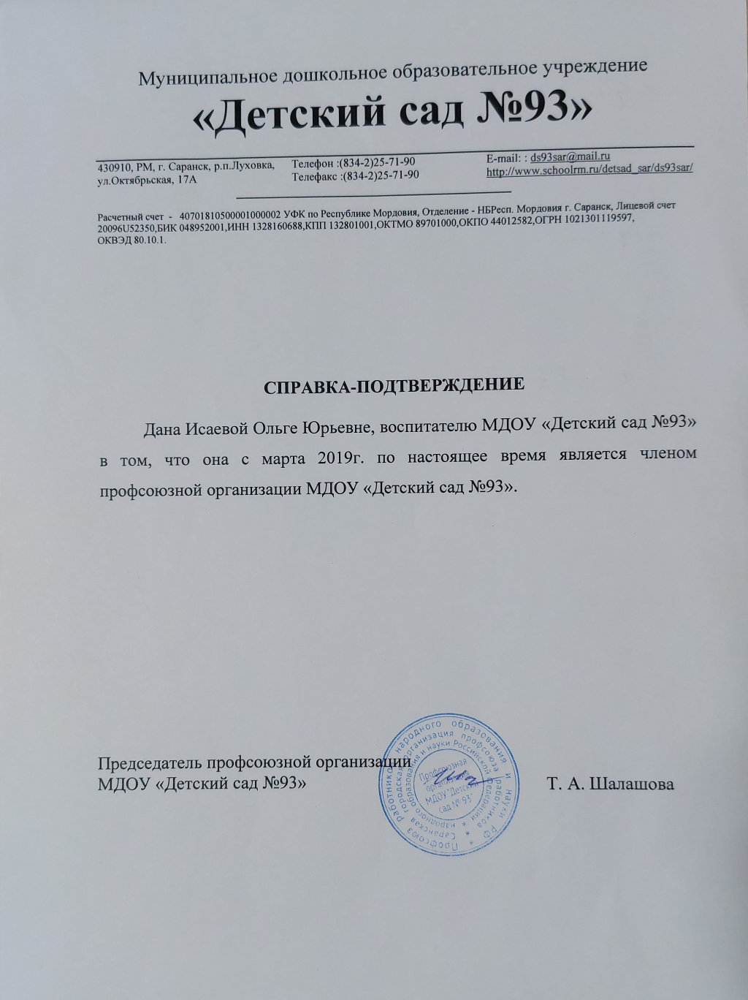 Муниципальное дошкольное образовательное учреждение
«Детский сад №93»
430910, РМ, г. Саранск, р.п.Луховка,
ул.Октябрьская, 17А
Телефон :(834-2)25-71-90
Телефакс :(834-2)25-71-90
E-mail: : ds93sar@mail.ru
http://www.schoolrm.ru/detsad_sar/ds93sar/
Расчетный счет - 40701810500001000002 УФК по Республике Мордовия, Отделение - НБРесп. Мордовия г. Саранск, Лицевой счет
20096U52350,БИК 048952001,ИНН 1328160688,КПП 132801001,ОКТМО 89701000,ОКПО 44012582,ОГРН 1021301119597,
ОКВЭД 80.10.1.
СПРАВКА-ПОДТВЕРЖДЕНИЕ
Дана Исаевой Ольге Юрьевне, воспитателю МДОУ «Детский сад №93»
в том, что она с марта 2019г. по настоящее время является членом
профсоюзной организации МДОУ «Детский сад №93».
Председатель профсоюзной организации
МДОУ «Детский сад №93»
Т. А. Шалашова
Профсоюз работников народного образования и науки РФ *
Саранская городская организация профсоюза работников *
народного образования и науки Российской Федерации *
Профсоюзная
организация
МДОУ "Детский
сад № 93"